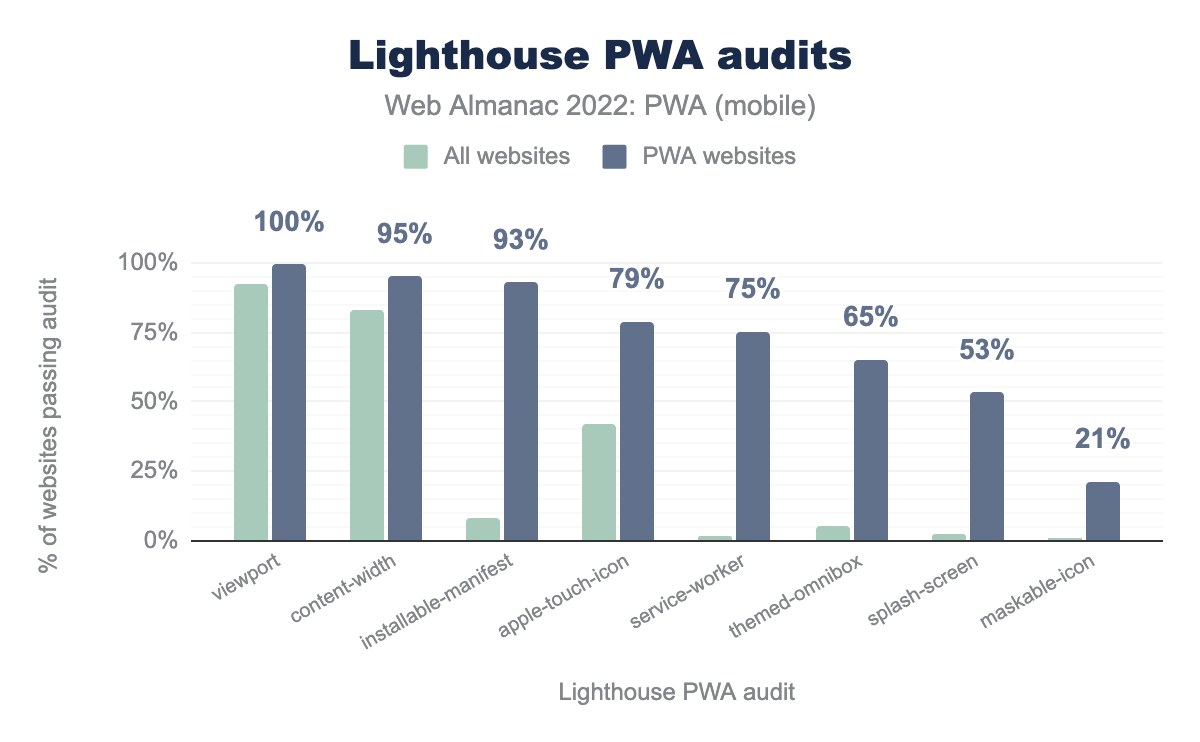 Lighthouse PWA audits
Web Almanac 2022: PWA (mobile)
All websites PWA websites
100% 95% 93% 79% 75% 65% 53% 21%
% of websites passing audit
100%
75%
50%
25%
0%
viewport content-width installable-manifest apple-touch-icon service-worker themed-omnibox splash-screen maskable-icon
Lighthouse PWA audit